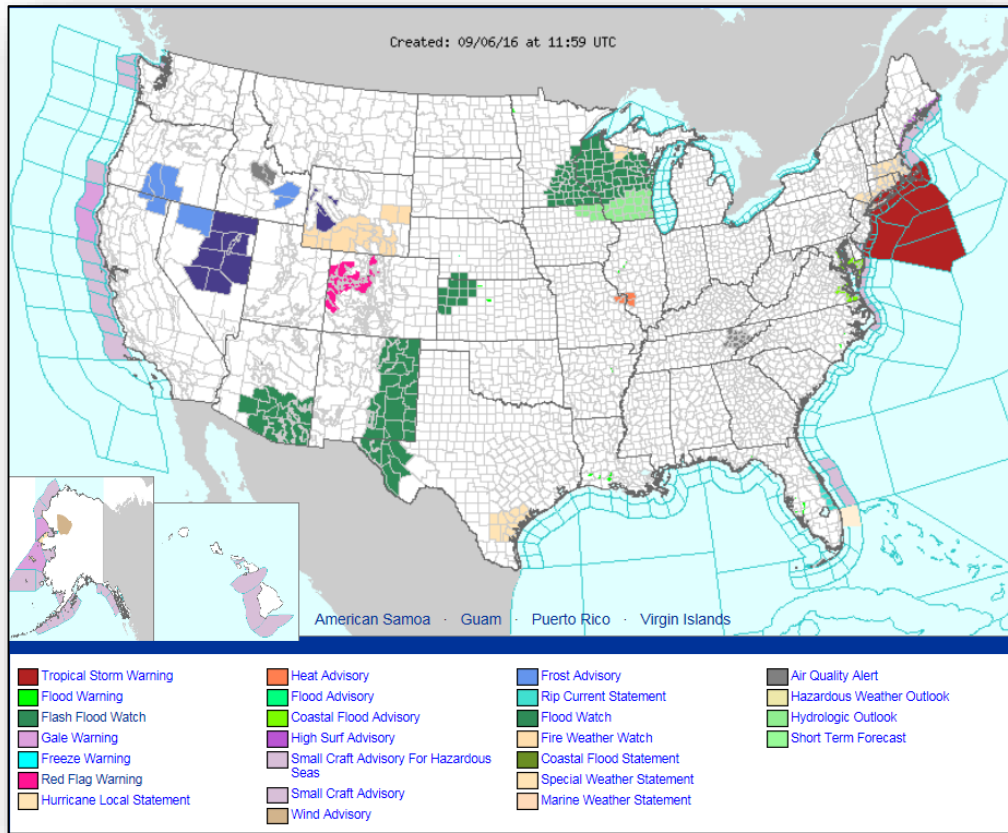 Created: 09/06/16 at 11:59 UTC
American Samoa · Guam · Puerto Rico · Virgin Islands
Tropical Storm Warning
Flood Warning
Flash Flood Watch
Gale Warning
Freeze Warning
Red Flag Warning
Hurricane Local Statement
Heat Advisory
Flood Advisory
Coastal Flood Advisory
High Surf Advisory
Small Craft Advisory For Hazardous
Seas
Small Craft Advisory
Wind Advisory
Frost Advisory
Rip Current Statement
Flood Watch
Fire Weather Watch
Coastal Flood Statement
Special Weather Statement
Marine Weather Statement
Air Quality Alert
Hazardous Weather Outlook
Hydrologic Outlook
Short Term Forecast